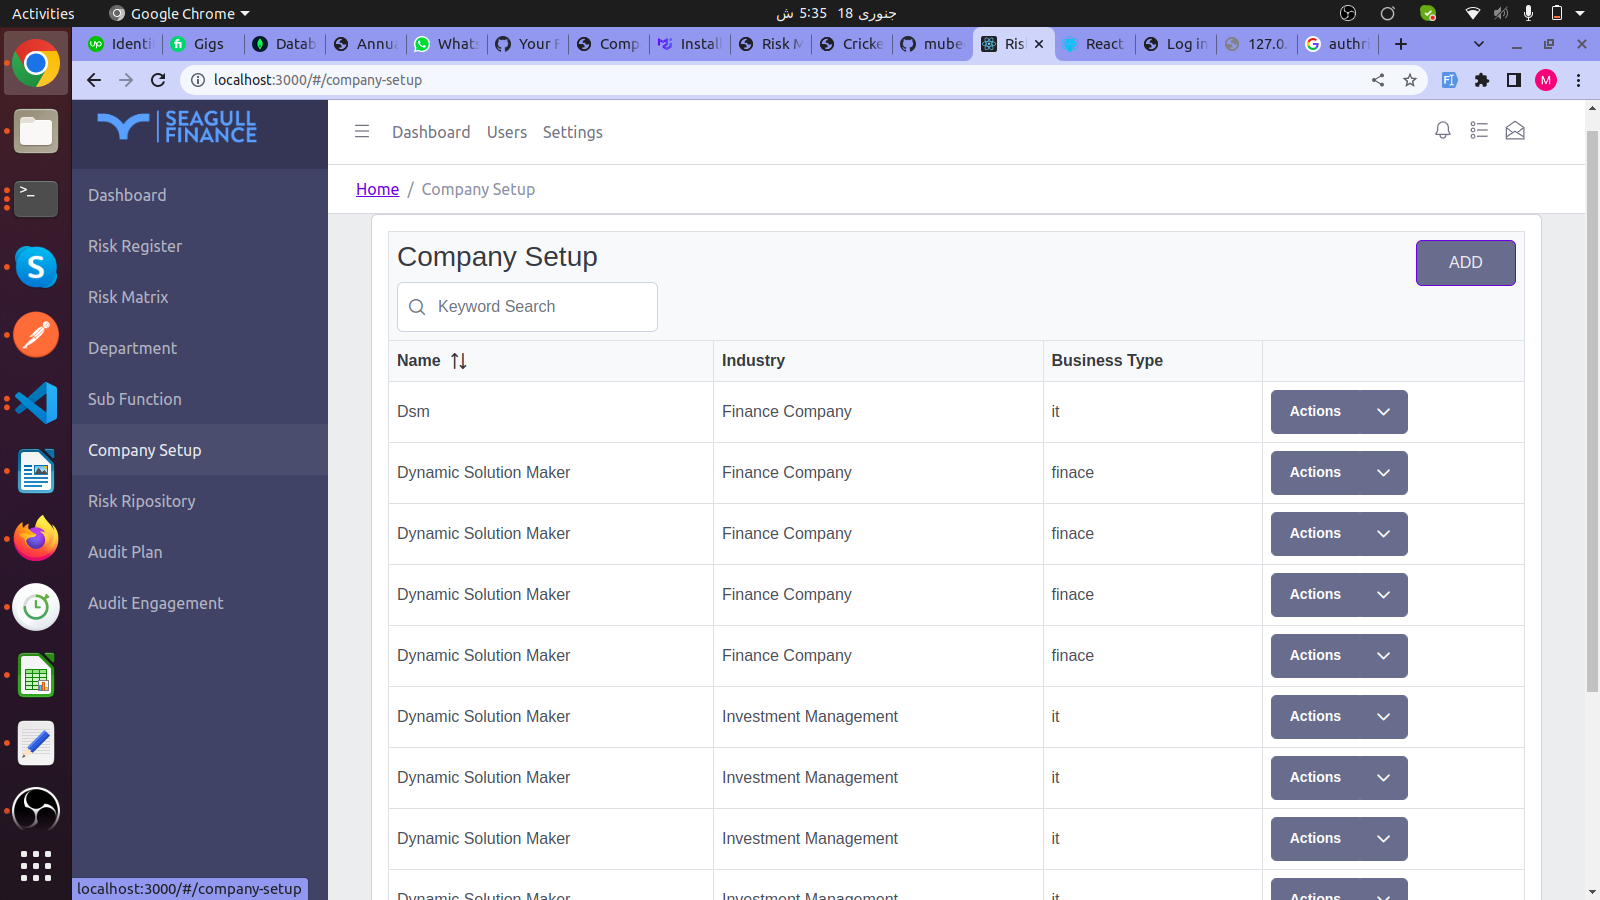 Activities
Google Chrome
جنوری 18  5:35 ش
Identi
Gigs
Datab
Annua
Whats
Your F
Comp
Instal
Risk M
Cricke
mube
Ris
React
Log in
127.0.
authri
localhost:3000/#/company-setup
M
SEAGULL
FINANCE
Dashboard
Users
Settings
Home / Company Setup
Dashboard
Risk Register
Risk Matrix
Department
Sub Function
Company Setup
Risk Ripository
Audit Plan
Audit Engagement
Company Setup
ADD
Keyword Search
Name Industry Business Type
Dsm Finance Company it Actions
Dynamic Solution Maker Finance Company finace Actions
Dynamic Solution Maker Finance Company finace Actions
Dynamic Solution Maker Finance Company finace Actions
Dynamic Solution Maker Finance Company finace Actions
Dynamic Solution Maker Investment Management it Actions
Dynamic Solution Maker Investment Management it Actions
Dynamic Solution Maker Investment Management it Actions
Dynamic Solution Maker Investment Management it Actions
localhost:3000/#/company-setup